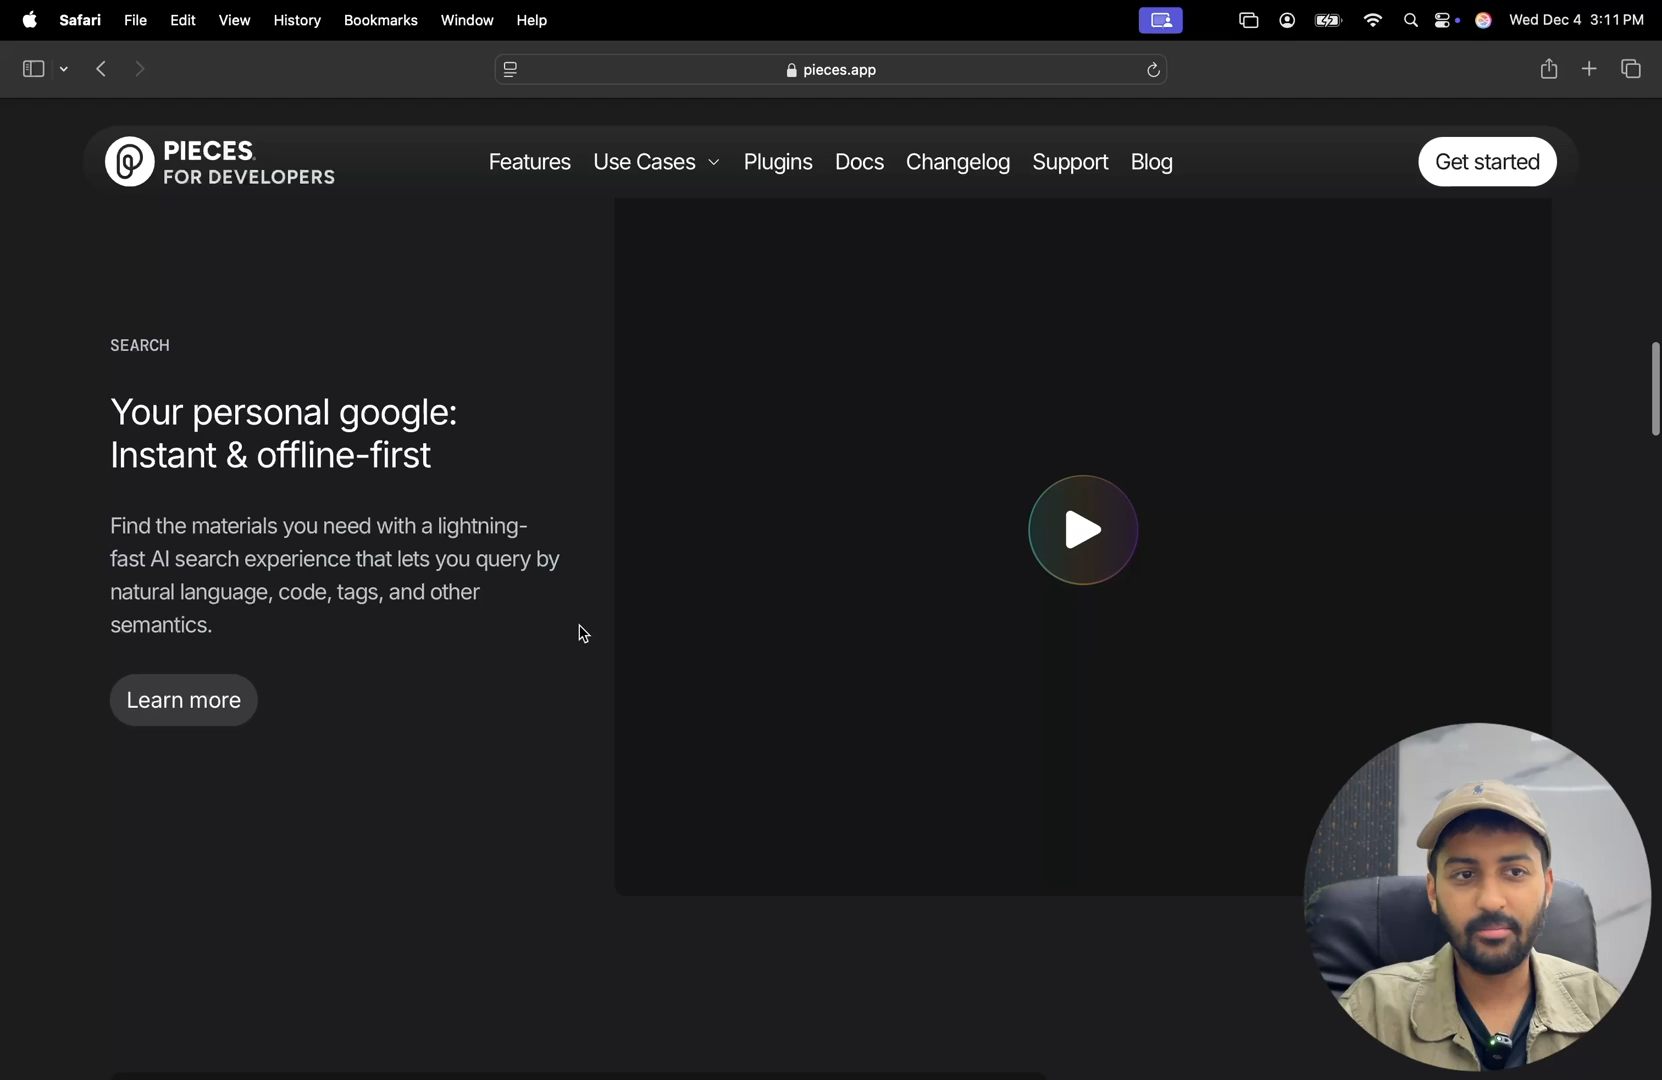 Safari File Edit View History Bookmarks Window Help Wed Dec 4 3:11 PM
pieces.app
PIECES.
FOR DEVELOPERS
Features Use Cases Plugins Docs Changelog Support Blog
Get started
SEARCH
Your personal google:
Instant & offline-first
Find the materials you need with a lightning-
fast AI search experience that lets you query by
natural language, code, tags, and other
semantics.
Learn more